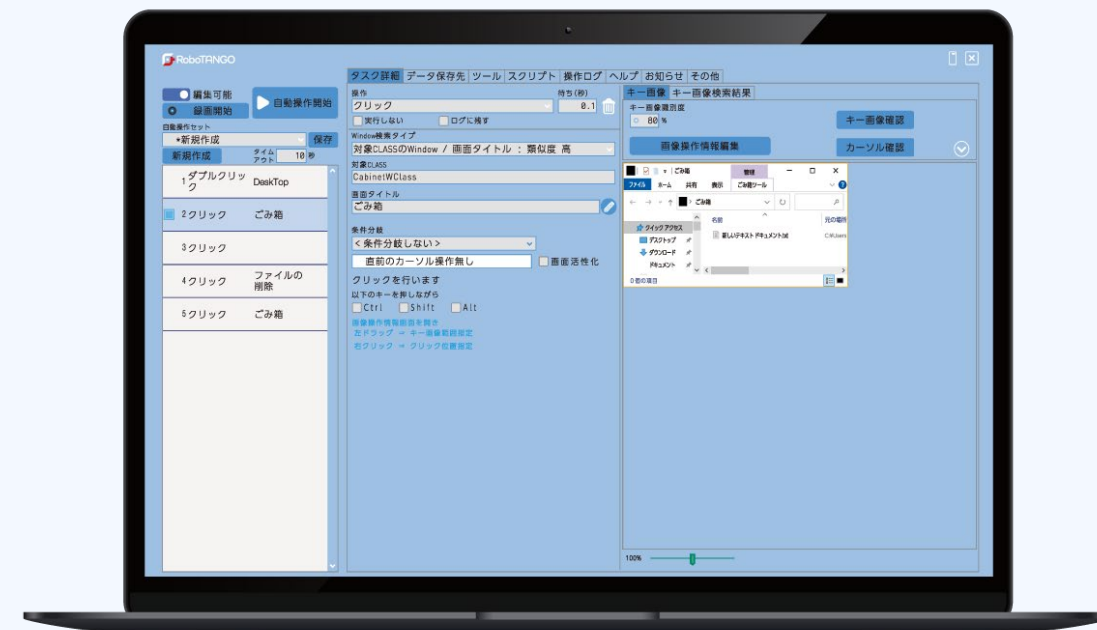 RoboTANGO
タスク詳細 データ保存先 ツール スクリプト 操作ログ ヘルプ お知らせ その他
編集可能
録画開始
自動操作開始
自動操作セット
*新規作成
保存
新規作成
タイムアウト 10 秒
1 ダブルクリック DeskTop
2 クリック ごみ箱
3 クリック
4 クリック ファイルの削除
5 クリック ごみ箱
操作
待ち(秒)
クリック
0.1
実行しない
ログに残す
Window検索タイプ
対象CLASSのWindow / 画面タイトル : 類似度 高
対象CLASS
CabinetWClass
画面タイトル
ごみ箱
条件分岐
<条件分岐しない>
直前のカーソル操作無し
画面活性化
クリックを行います
以下のキーを押しながら
Ctrl Shift Alt
画像操作情報画面を開き
左ドラッグ ⇒ キー画像範囲指定
右クリック ⇒ クリック位置指定
キー画像 キー画像検索結果
キー画像識別度
80 %
キー画像確認
画像操作情報編集
カーソル確認
ごみ箱
管理
ファイル ホーム 共有 表示 ごみ箱ツール
ごみ箱
名前
元の場所
クイック アクセス
デスクトップ
新しいテキスト ドキュメント.txt
C:¥Users
ダウンロード
ドキュメント
0 個の項目
100%